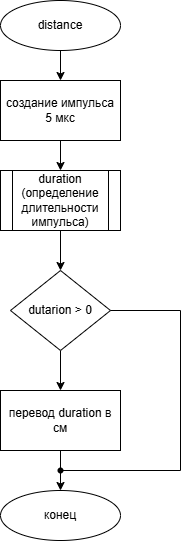 distance
создание импульса
5 мкс
duration
(определение
длительности
импульса)
dutarion > 0
перевод duration в
см
конец